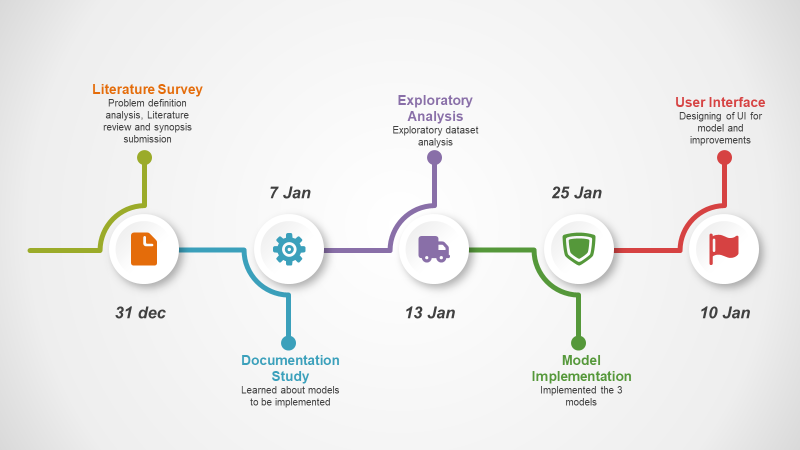 Literature Survey
Problem definition
analysis, Literature
review and synopsis
submission
31 dec
7 Jan
Documentation
Study
Learned about models
to be implemented
Exploratory
Analysis
Exploratory dataset
analysis
13 Jan
25 Jan
Model
Implementation
Implemented the 3
models
User Interface
Designing of UI for
model and
improvements
10 Jan